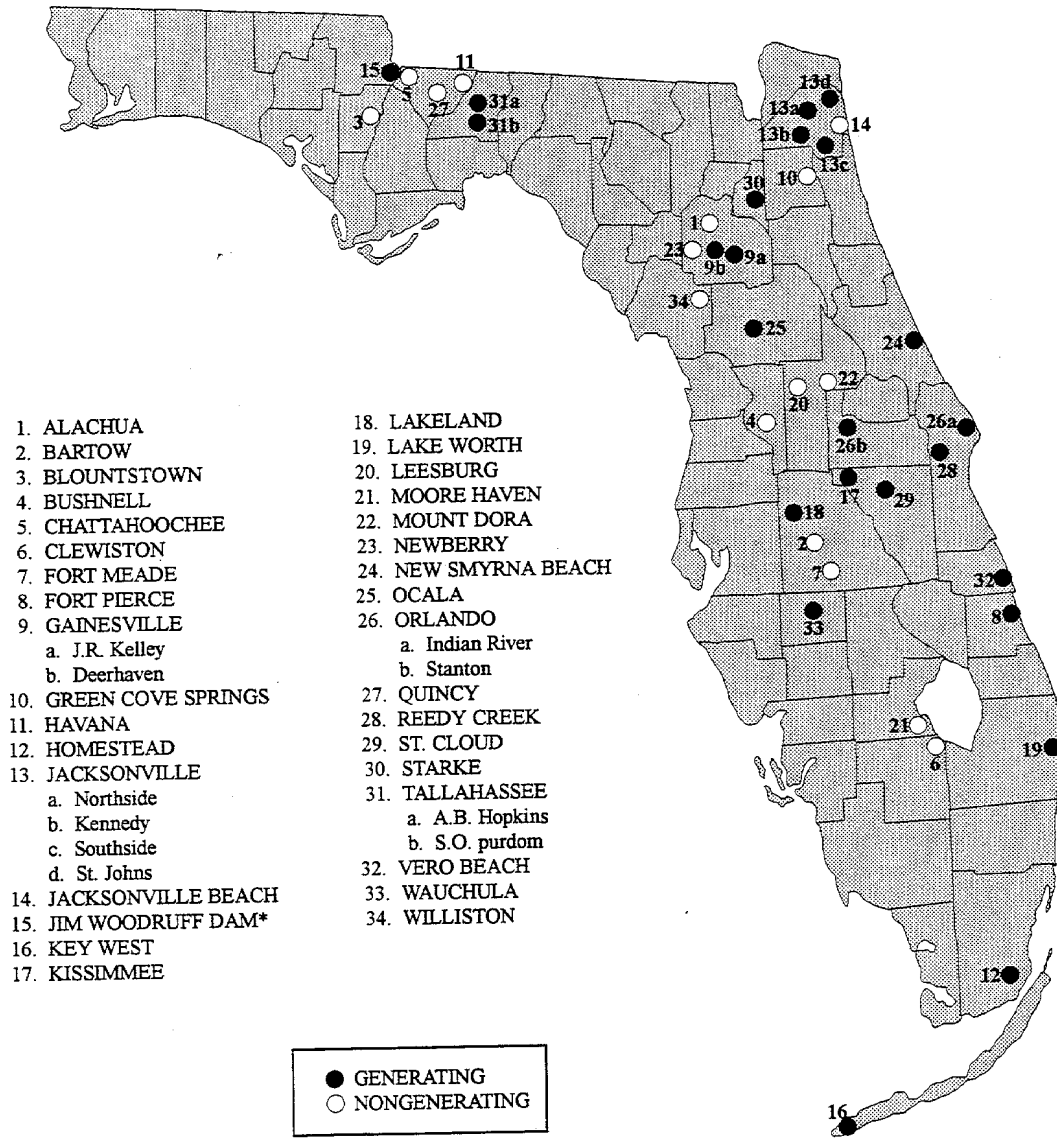 15
5
11
27
31a
31b
3
13d
13a
14
13b
13c
10
30
1
23
9b
9a
34
25
24
22
20
4
26a
26b
28
17
29
18
2
7
32
33
8
21
6
19
12
16
1. ALACHUA
2. BARTOW
3. BLOUNTSTOWN
4. BUSHNELL
5. CHATTAHOOCHEE
6. CLEWISTON
7. FORT MEADE
8. FORT PIERCE
9. GAINESVILLE
a. J.R. Kelley
b. Deerhaven
10. GREEN COVE SPRINGS
11. HAVANA
12. HOMESTEAD
13. JACKSONVILLE
a. Northside
b. Kennedy
c. Southside
d. St. Johns
14. JACKSONVILLE BEACH
15. JIM WOODRUFF DAM*
16. KEY WEST
17. KISSIMMEE
18. LAKELAND
19. LAKE WORTH
20. LEESBURG
21. MOORE HAVEN
22. MOUNT DORA
23. NEWBERRY
24. NEW SMYRNA BEACH
25. OCALA
26. ORLANDO
a. Indian River
b. Stanton
27. QUINCY
28. REEDY CREEK
29. ST. CLOUD
30. STARKE
31. TALLAHASSEE
a. A.B. Hopkins
b. S.O. purdom
32. VERO BEACH
33. WAUCHULA
34. WILLISTON
GENERATING
NONGENERATING